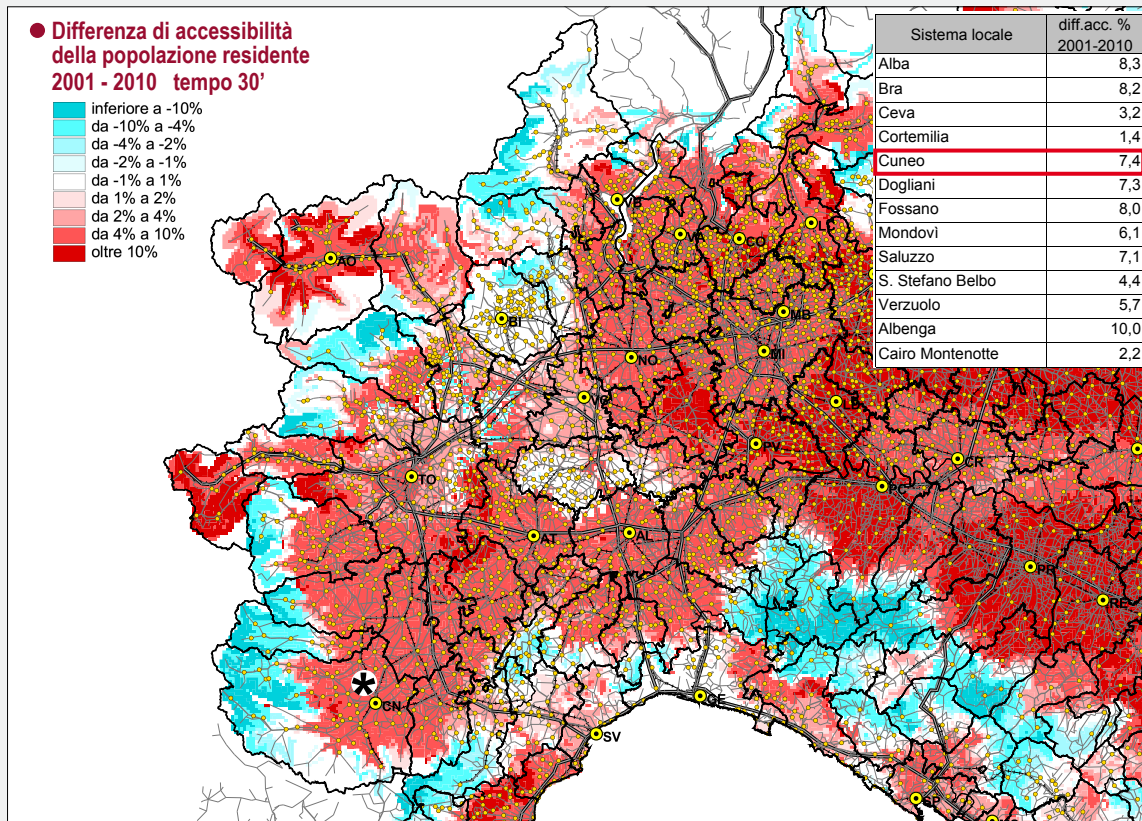 Differenza di accessibilità
della popolazione residente
2001 - 2010 tempo 30'
inferiore a -10%
da -10% a -4%
da -4% a -2%
da -2% a -1%
da -1% a 1%
da 1% a 2%
da 2% a 4%
da 4% a 10%
oltre 10%
Sistema locale diff.acc. % 2001-2010
Alba 8,3
Bra 8,2
Ceva 3,2
Cortemilia 1,4
Cuneo 7,4
Dogliani 7,3
Fossano 8,0
Mondovì 6,1
Saluzzo 7,1
S. Stefano Belbo 4,4
Verzuolo 5,7
Albenga 10,0
Cairo Montenotte 2,2
VB
VA
CO
AO
BI
MB
NO
MI
VC
PV
CR
TO
AT
AL
PR
RE
*
CN
GE
SV
SP